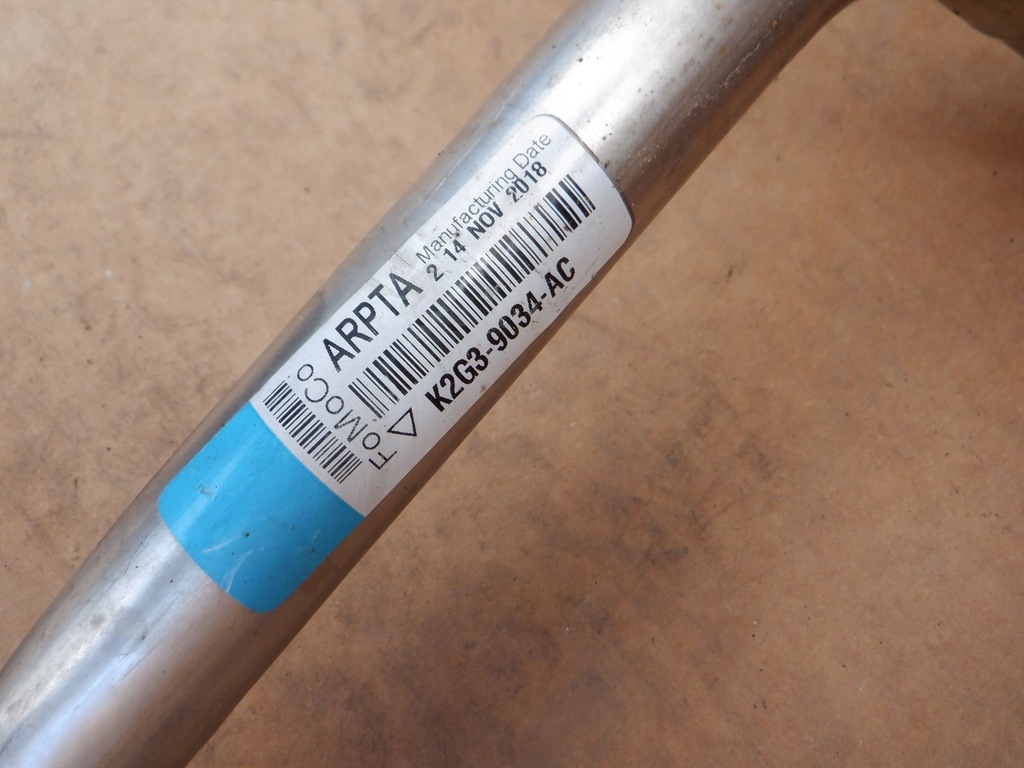 FoMoCo
ARPTA
Manufacturing Date
2 14 NOV 2018
K2G3-9034-AC